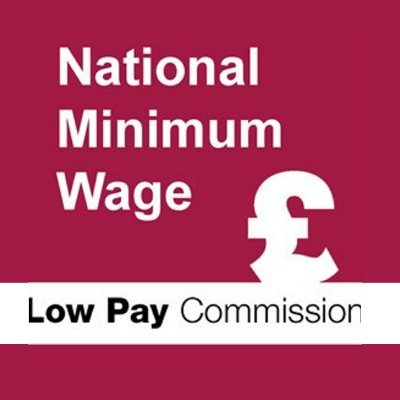 National
Minimum
Wage
£
Low Pay Commission